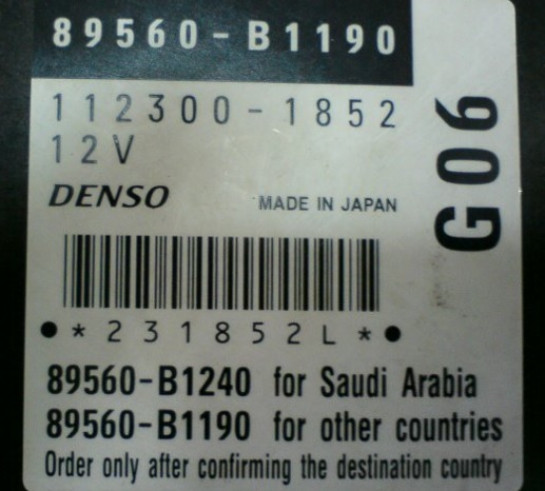 89560-B1190
112300-1852
12V
G06
DENSO MADE IN JAPAN
*231852L*
89560-B1240 for Saudi Arabia
89560-B1190 for other countries
Order only after confirming the destination country